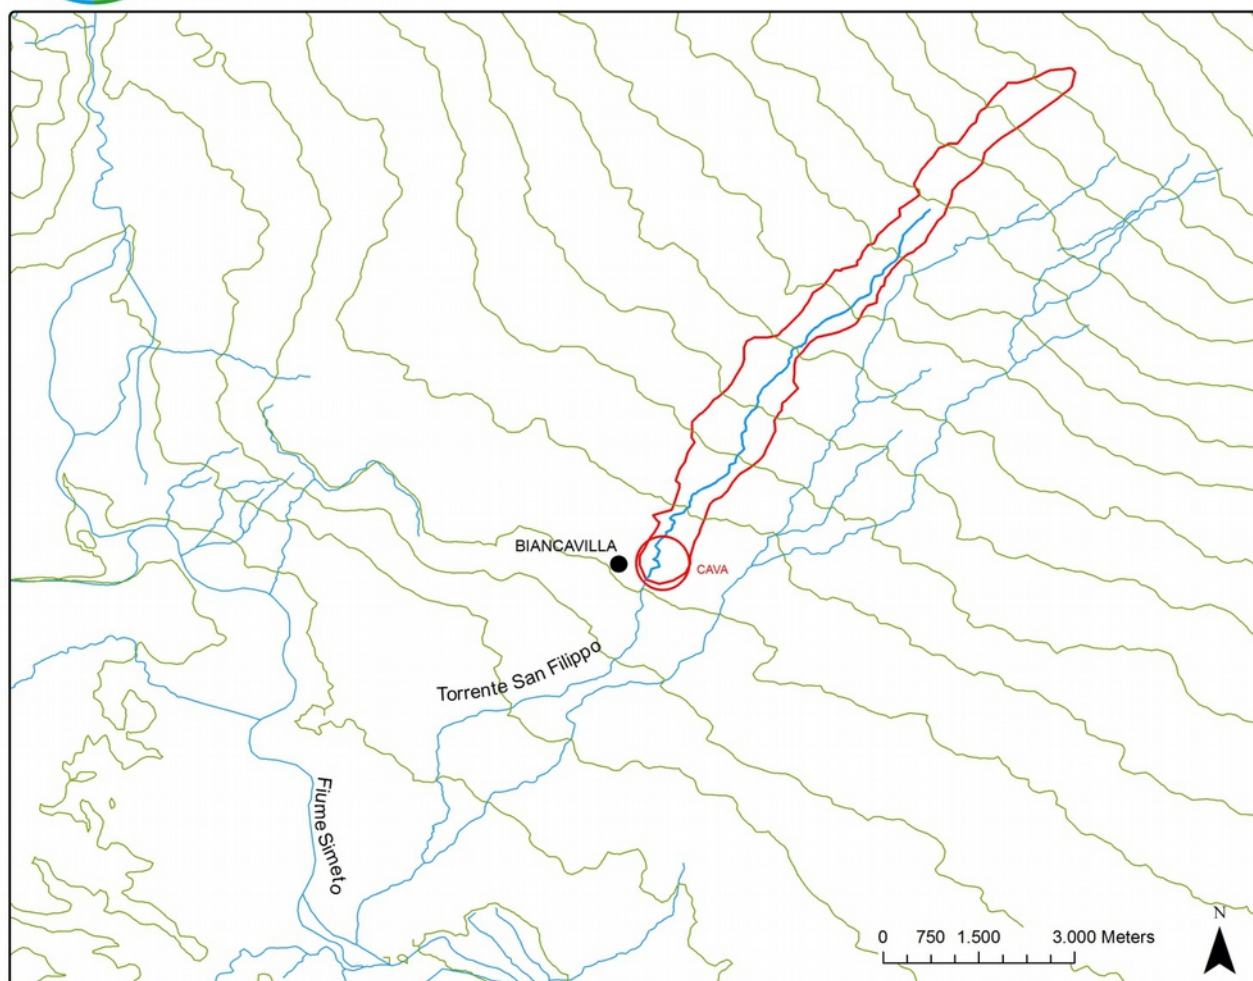 BIANCAVILLA
CAVA
Torrente San Filippo
Fiume Simeto
N
0 750 1.500 3.000 Meters